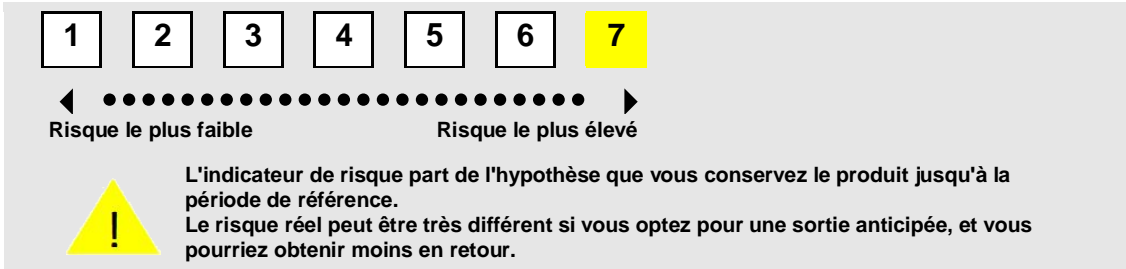 1 2 3 4 5 6 7
Risque le plus faible Risque le plus élevé
L'indicateur de risque part de l'hypothèse que vous conservez le produit jusqu'à la
période de référence.
Le risque réel peut être très différent si vous optez pour une sortie anticipée, et vous
pourriez obtenir moins en retour.
!